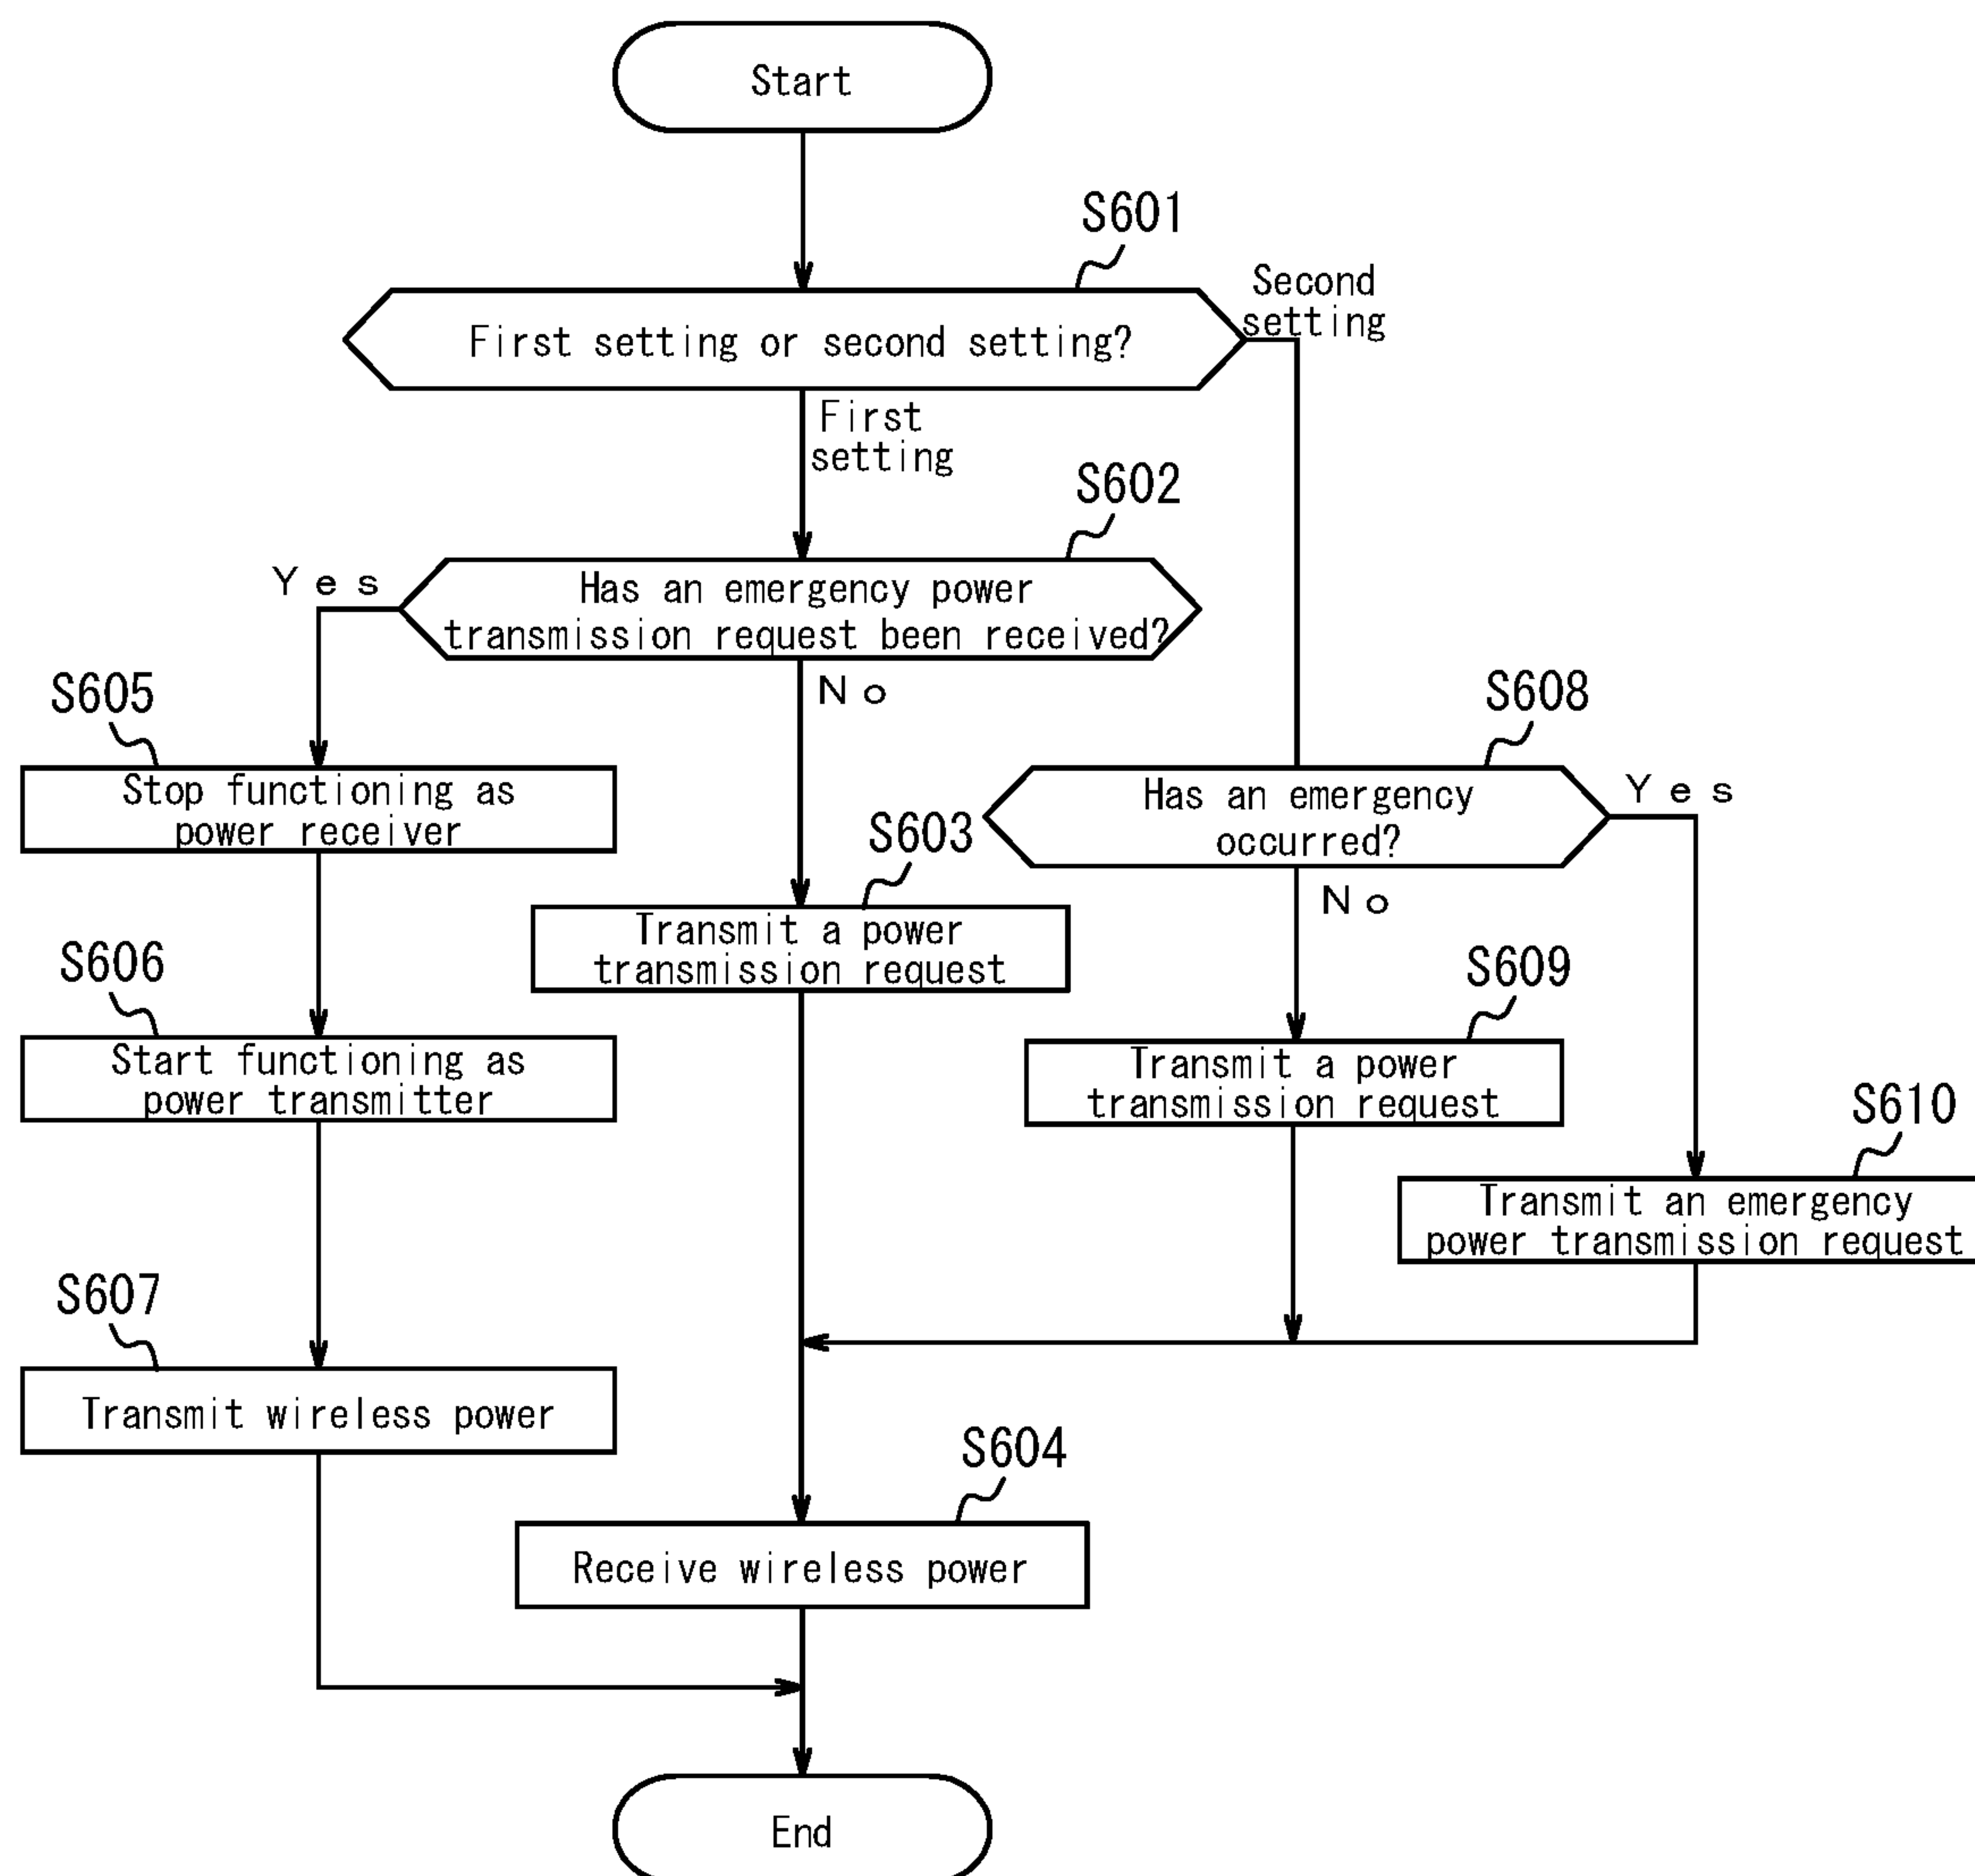 Start
S601
First setting or second setting?
Second
setting
First
setting
S602
Has an emergency power
transmission request been received?
Yes
No
S605
Stop functioning as
power receiver
S608
Has an emergency
occurred?
Yes
No
S603
Transmit a power
transmission request
S606
Start functioning as
power transmitter
S609
Transmit a power
transmission request
S610
Transmit an emergency
power transmission request
S607
Transmit wireless power
S604
Receive wireless power
End